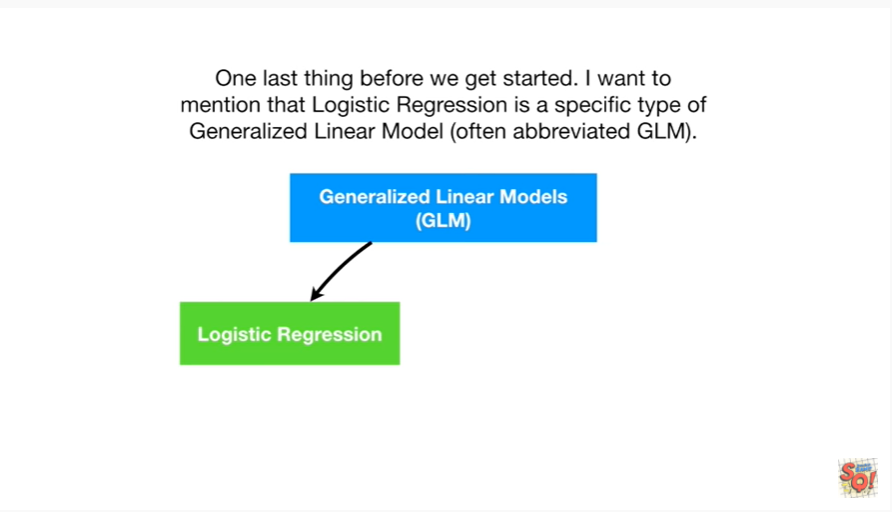 One last thing before we get started. I want to
mention that Logistic Regression is a specific type of
Generalized Linear Model (often abbreviated GLM).
Generalized Linear Models
(GLM)
Logistic Regression